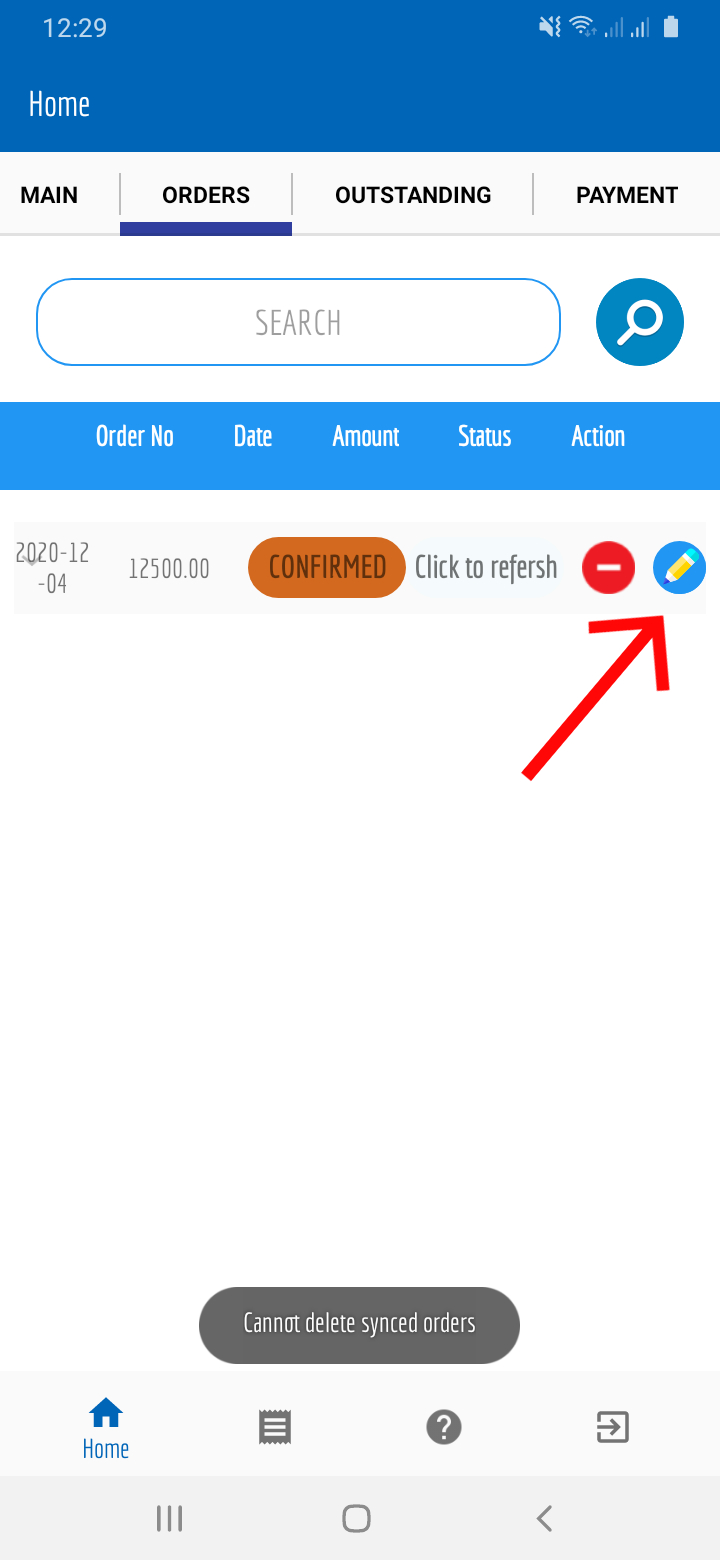 12:29
Home
MAIN
ORDERS
OUTSTANDING
PAYMENT
SEARCH
Order No
Date
Amount
Status
Action
2020-12
-04
12500.00
CONFIRMED
Click to refersh
Cannot delete synced orders
Home